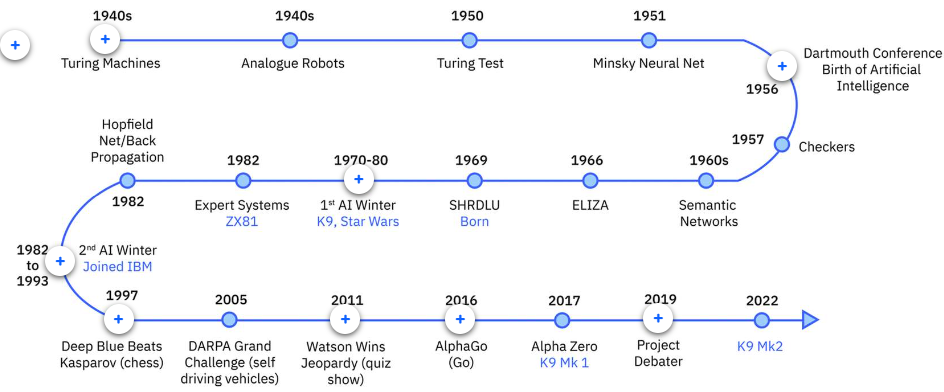 1940s
Turing Machines
1940s
Analogue Robots
1950
Turing Test
1951
Minsky Neural Net
Dartmouth Conference
Birth of Artificial
Intelligence
1956
1957
Checkers
1960s
Semantic
Networks
1966
ELIZA
1969
SHRDLU
Born
1970-80
1st AI Winter
K9, Star Wars
1982
Expert Systems
ZX81
Hopfield
Net/Back
Propagation
1982
1982
to
1993
2nd AI Winter
Joined IBM
1997
Deep Blue Beats
Kasparov (chess)
2005
DARPA Grand
Challenge (self
driving vehicles)
2011
Watson Wins
Jeopardy (quiz
show)
2016
AlphaGo
(Go)
2017
Alpha Zero
K9 Mk 1
2019
Project
Debater
2022
K9 Mk2